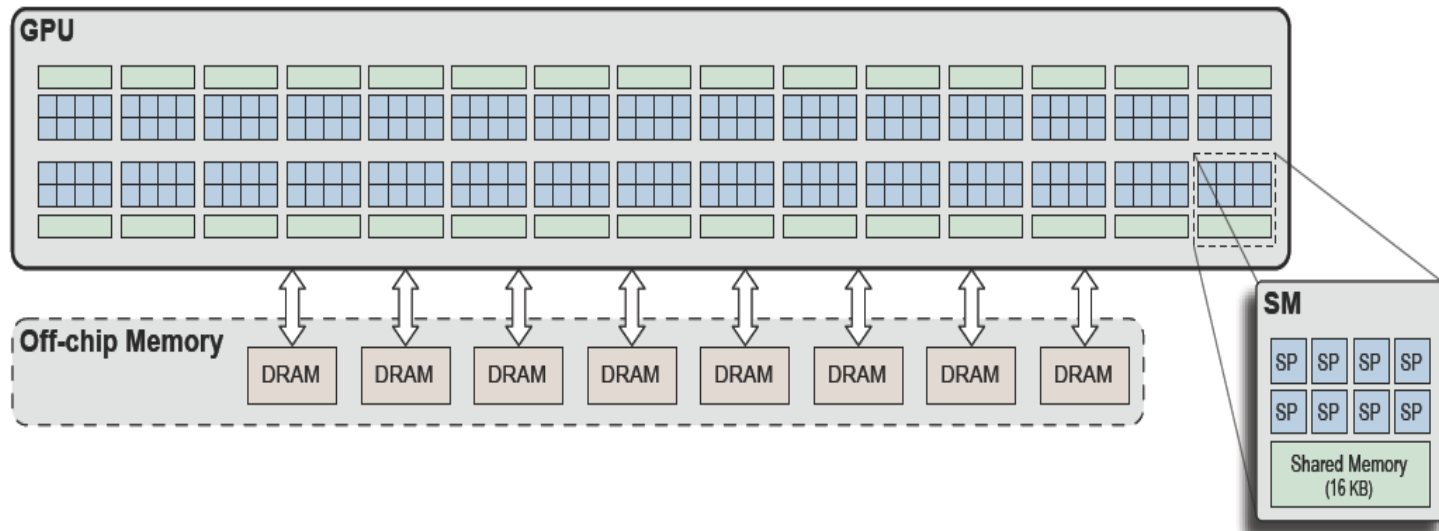 GPU
Off-chip Memory
DRAM DRAM DRAM DRAM DRAM DRAM DRAM DRAM
SM
SP SP SP SP
SP SP SP SP
Shared Memory
(16 KB)